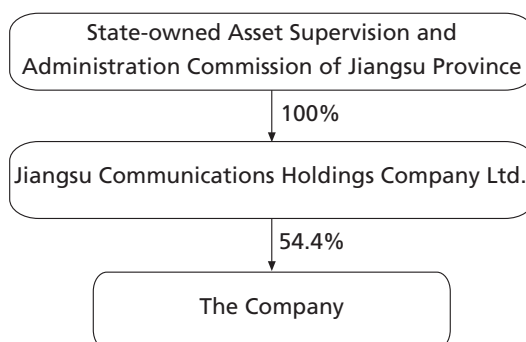 State-owned Asset Supervision and
Administration Commission of Jiangsu Province
100%
Jiangsu Communications Holdings Company Ltd.
54.4%
The Company